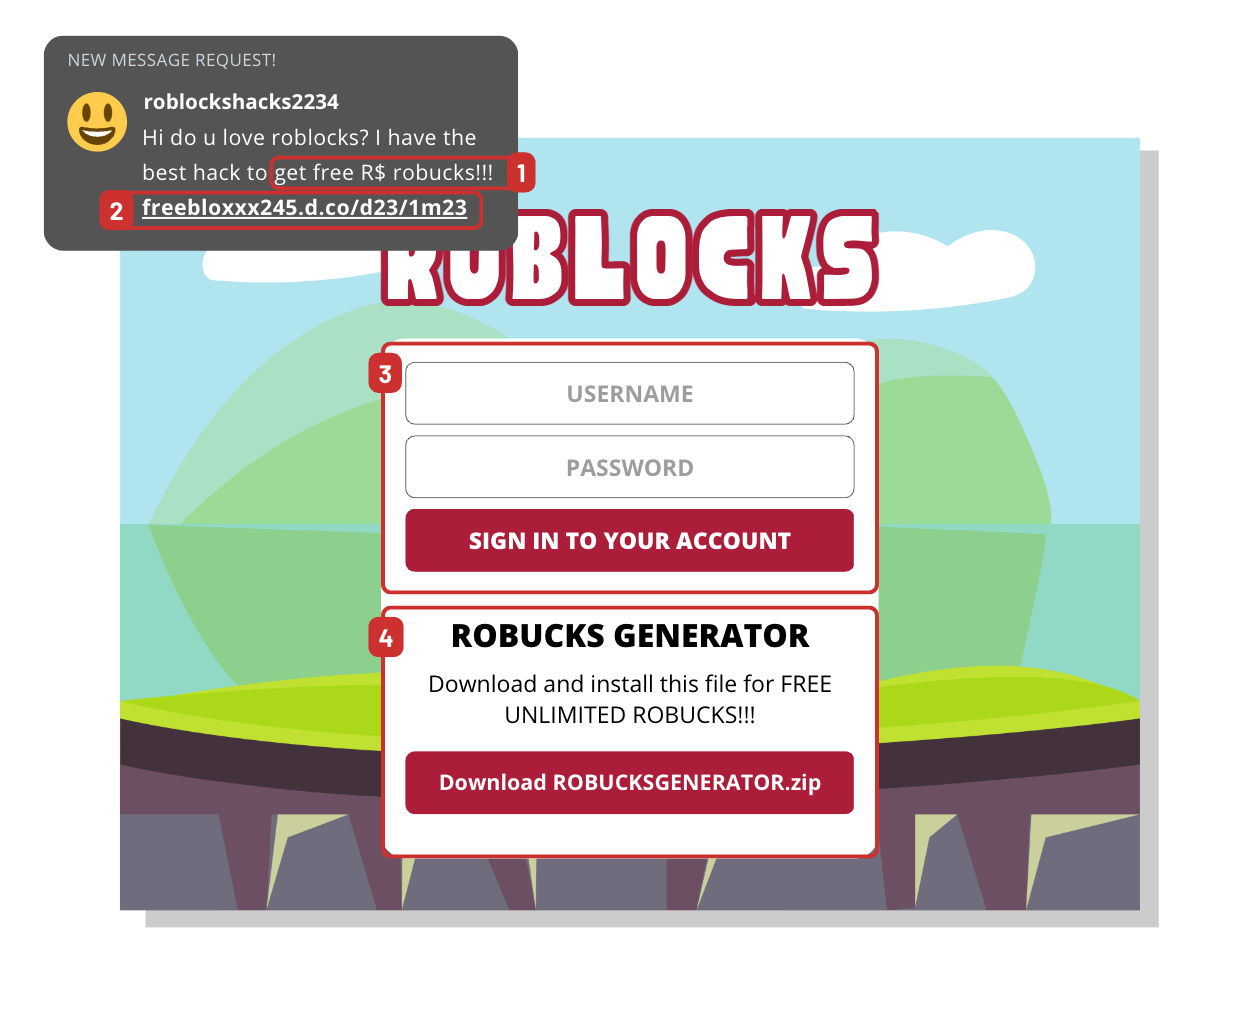 NEW MESSAGE REQUEST!
roblockshacks2234
Hi do u love roblocks? I have the
best hack to get free R$ robucks!!!
1
2
freebloxxx245.d.co/d23/1m23
ROBLOCKS
3
USERNAME
PASSWORD
SIGN IN TO YOUR ACCOUNT
4
ROBUCKS GENERATOR
Download and install this file for FREE
UNLIMITED ROBUCKS!!!
Download ROBUCKSGENERATOR.zip